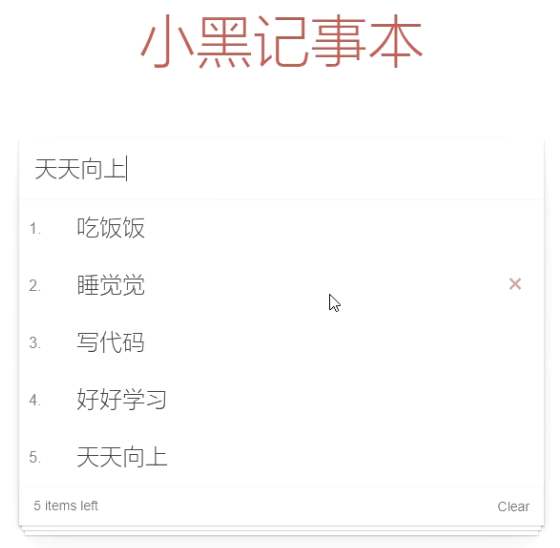 小黑记事本
天天向上
1. 吃饭饭
2. 睡觉觉 ×
3. 写代码
4. 好好学习
5. 天天向上
5 items left Clear